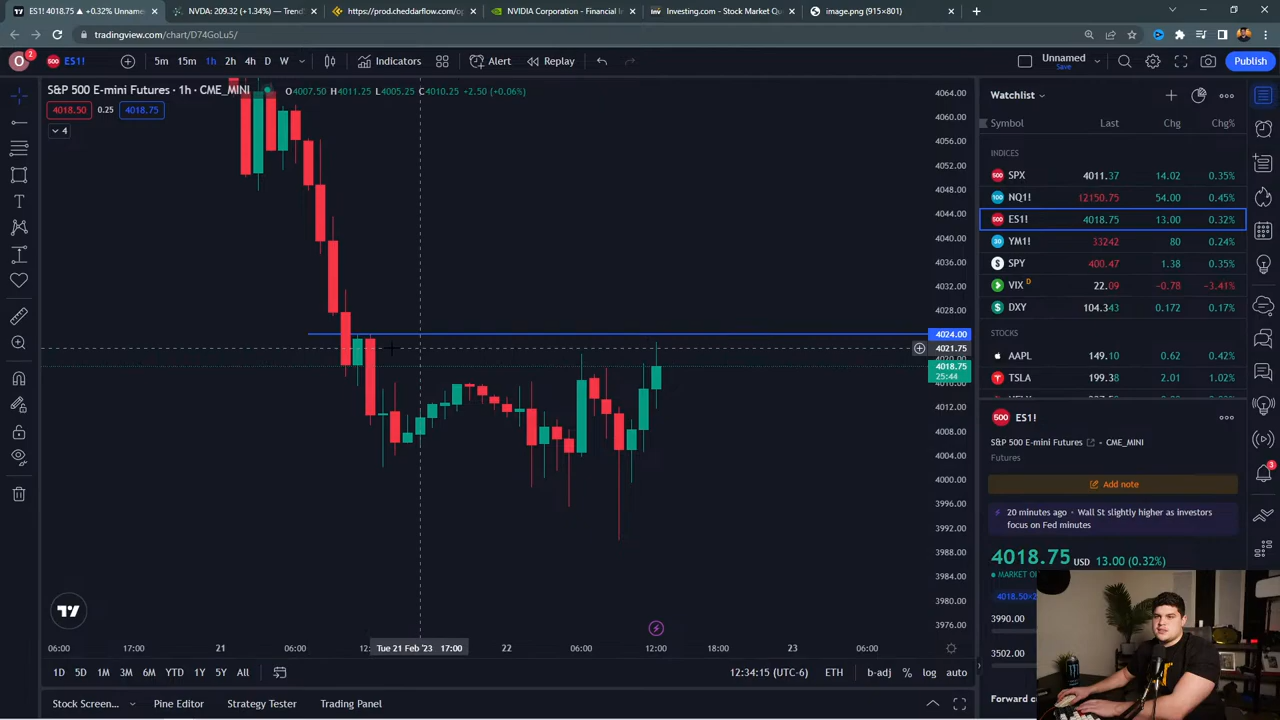 ES1! 4018.75 ▲ +0.32% Unname
NVDA: 209.32 (+1.34%) — Trend
https://prod.cheddarflow.com/op
NVIDIA Corporation - Financial In
Investing.com - Stock Market Qu
image.png (915×801)
tradingview.com/chart/D74GoLu5/
O 2 ES1! 5m 15m 1h 2h 4h D W Indicators Alert Replay Unnamed Save Publish
S&P 500 E-mini Futures · 1h · CME_MINI O4007.50 H4011.25 L4005.25 C4010.25 +2.50 (+0.06%)
4018.50 0.25 4018.75
4
4064.00
4060.00
4056.00
4052.00
4048.00
4044.00
4040.00
4036.00
4032.00
4028.00
4024.00
4021.75
4018.75
25:44
4012.00
4008.00
4004.00
4000.00
3996.00
3992.00
3988.00
3984.00
3980.00
3976.00
06:00 17:00 21 06:00 12: Tue 21 Feb '23 17:00 22 06:00 12:00 18:00 23 06:00
1D 5D 1M 3M 6M YTD 1Y 5Y All 12:34:15 (UTC-6) ETH b-adj % log auto
Stock Screen... Pine Editor Strategy Tester Trading Panel
Watchlist
Symbol Last Chg Chg%
INDICES
SPX 4011.37 14.02 0.35%
NQ1! 12150.75 54.00 0.45%
ES1! 4018.75 13.00 0.32%
YM1! 33242 80 0.24%
SPY 400.47 1.38 0.35%
VIX D 22.09 −0.78 −3.41%
DXY 104.343 0.172 0.17%
STOCKS
AAPL 149.10 0.62 0.42%
TSLA 199.38 2.01 1.02%
ES1!
S&P 500 E-mini Futures · CME_MINI
Futures
Add note
20 minutes ago · Wall St slightly higher as investors
focus on Fed minutes
4018.75 USD 13.00 (0.32%)
MARKET O
4018.50×2
3990.00
3502.00
Forward o
3